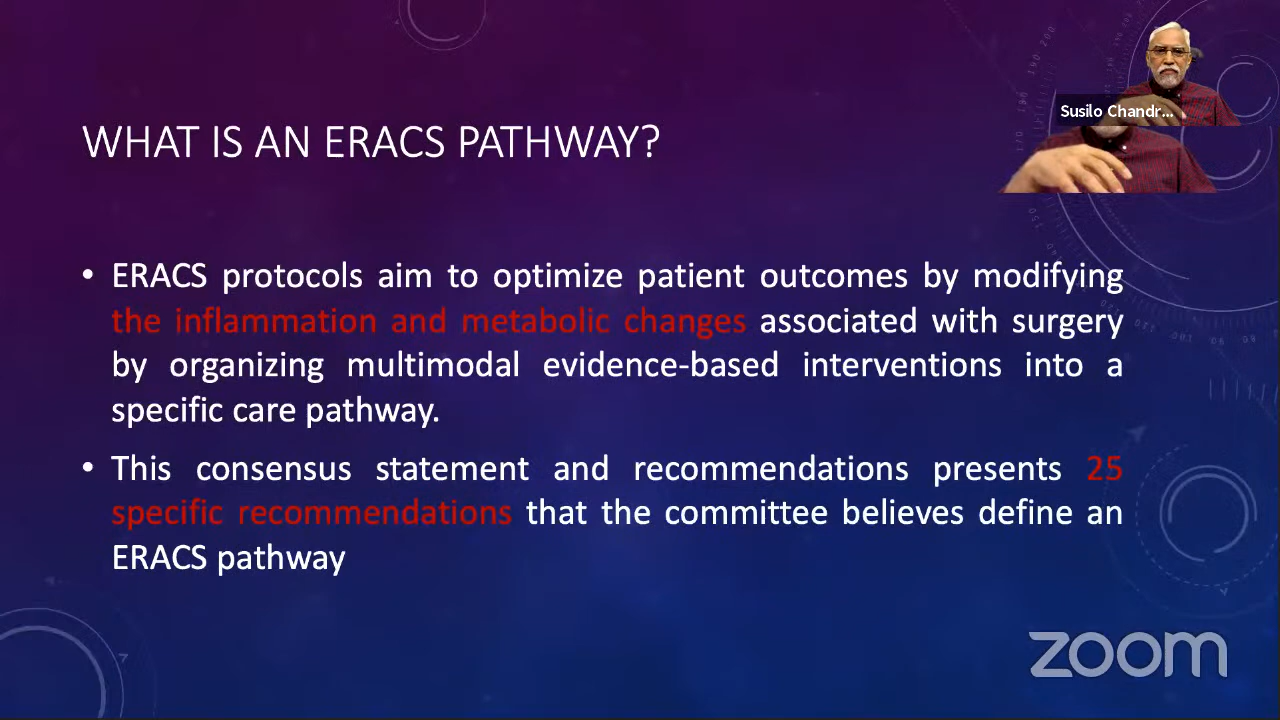 Susilo Chandr...
WHAT IS AN ERACS PATHWAY?
• ERACS protocols aim to optimize patient outcomes by modifying
the inflammation and metabolic changes associated with surgery
by organizing multimodal evidence-based interventions into a
specific care pathway.
• This consensus statement and recommendations presents 25
specific recommendations that the committee believes define an
ERACS pathway
zoom